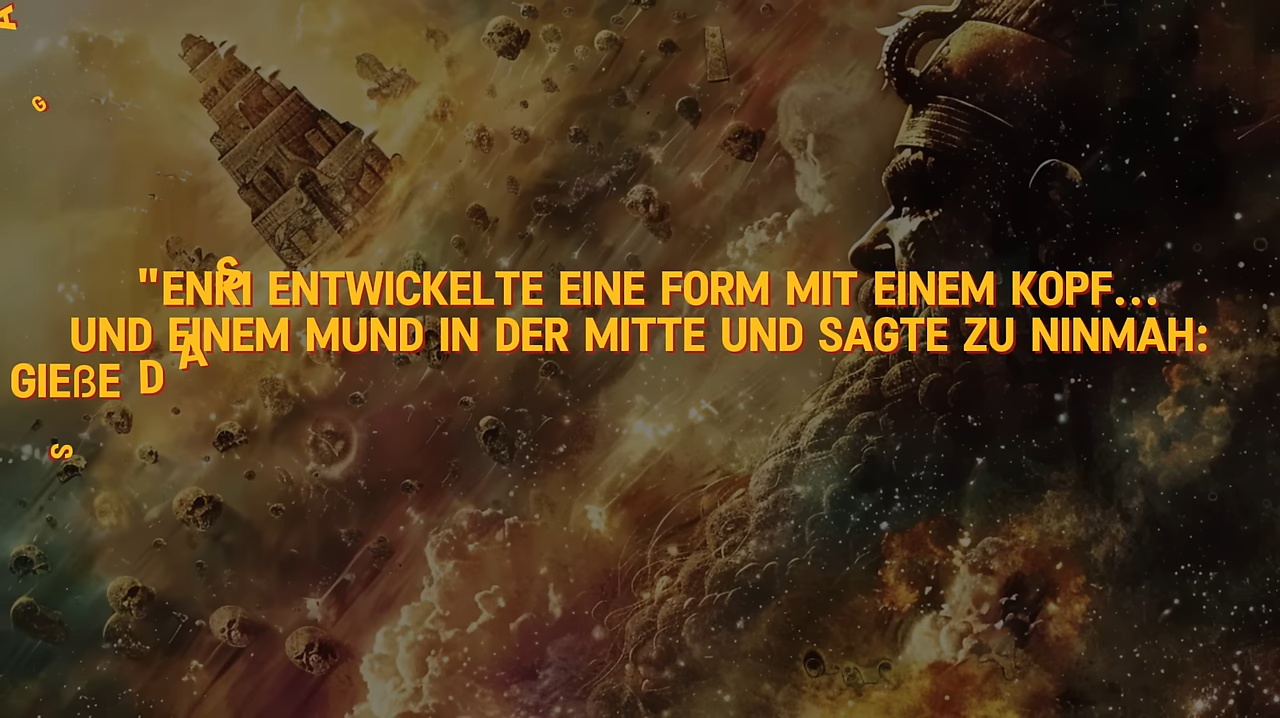 "ENKI ENTWICKELTE EINE FORM MIT EINEM KOPF...
UND EINEM MUND IN DER MITTE UND SAGTE ZU NINMAH:
GIEßE